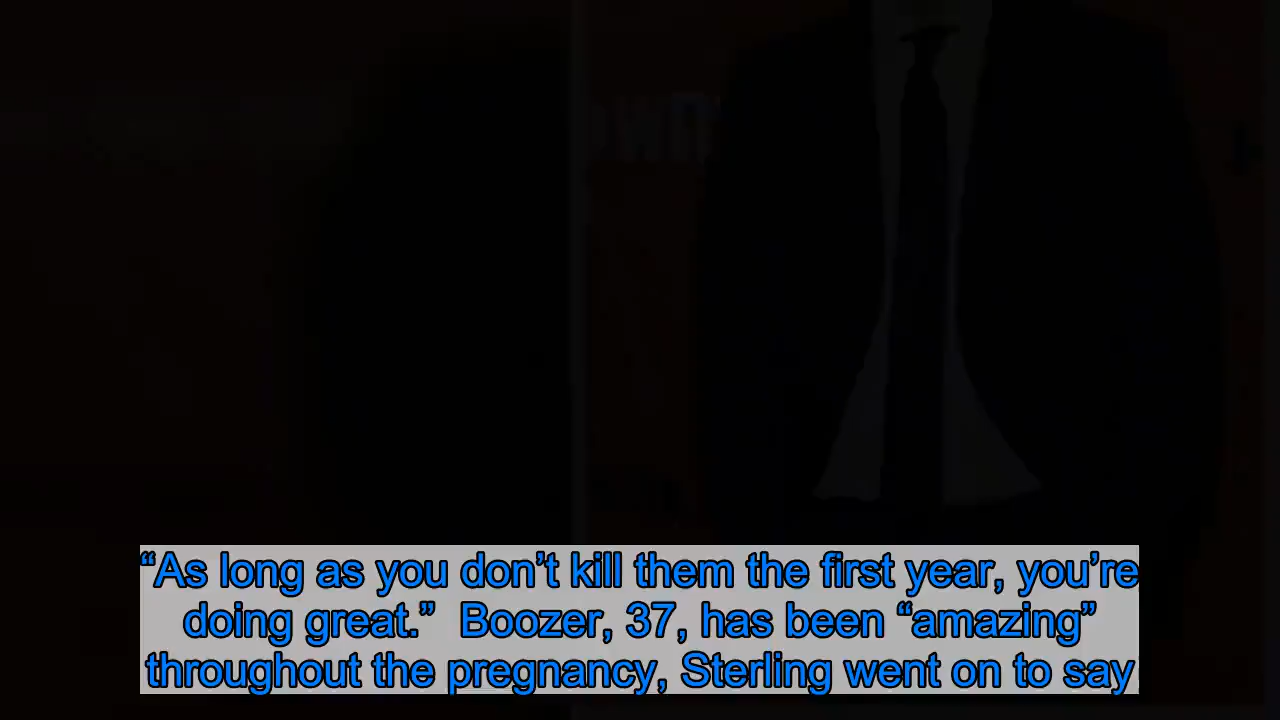 “As long as you don’t kill them the first year, you’re
doing great.”  Boozer, 37, has been “amazing”
throughout the pregnancy, Sterling went on to say